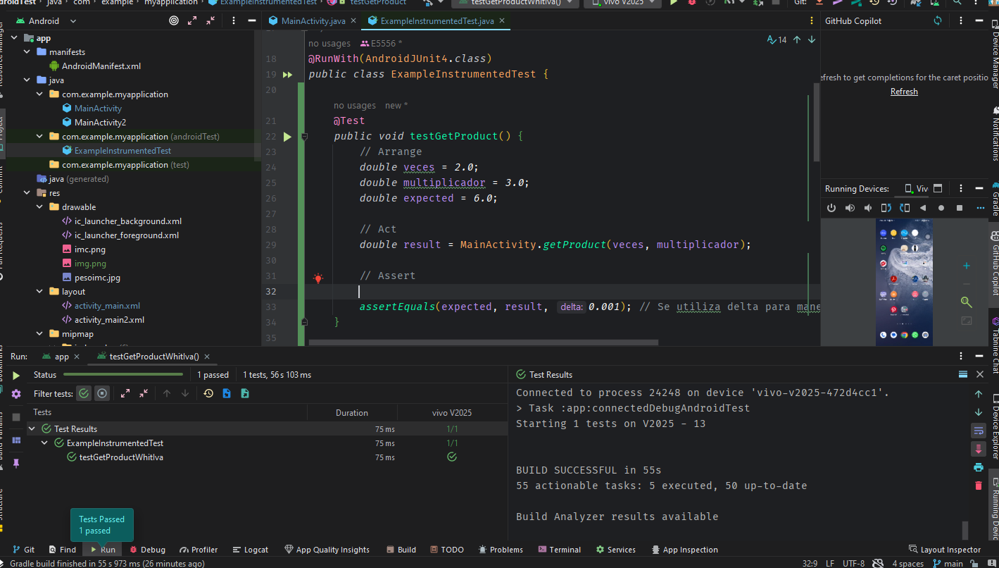 java
com
example
myapplication
ExampleInstrumentedTest
testGetProduct
testGetProductWhitIva()
vivo V2025
Git:
Android
MainActivity.java
ExampleInstrumentedTest.java
GitHub Copilot
app
manifests
AndroidManifest.xml
java
com.example.myapplication
MainActivity
MainActivity2
com.example.myapplication (androidTest)
ExampleInstrumentedTest
com.example.myapplication (test)
java (generated)
res
drawable
ic_launcher_background.xml
ic_launcher_foreground.xml
imc.png
img.png
pesoimc.jpg
layout
activity_main.xml
activity_main2.xml
mipmap
no usages E5556 *
14
18 @RunWith(AndroidJUnit4.class)
19 public class ExampleInstrumentedTest {
20
no usages new *
21 @Test
22 public void testGetProduct() {
23 // Arrange
24 double veces = 2.0;
25 double multiplicador = 3.0;
26 double expected = 6.0;
27
28 // Act
29 double result = MainActivity.getProduct(veces, multiplicador);
30
31 // Assert
32
33 assertEquals(expected, result, delta: 0.001); // Se utiliza delta para mane
34 }
35
efresh to get completions for the caret positio
Refresh
Running Devices:
Viv
Device Manager
Notifications
Gradle
GitHub Copilot
Tabnine Chat
Device Explorer
Running Devic
Run:
app
testGetProductWhitIva()
Status
1 passed
1 tests, 56 s 103 ms
Filter tests:
Tests
Duration
vivo V2025
Test Results 75 ms 1/1
ExampleInstrumentedTest 75 ms 1/1
testGetProductWhitIva 75 ms
Test Results
Connected to process 24248 on device 'vivo-v2025-472d4cc1'.
> Task :app:connectedDebugAndroidTest
Starting 1 tests on V2025 - 13
BUILD SUCCESSFUL in 55s
55 actionable tasks: 5 executed, 50 up-to-date
Build Analyzer results available
Tests Passed
1 passed
Git
Find
Run
Debug
Profiler
Logcat
App Quality Insights
Build
TODO
Problems
Terminal
Services
App Inspection
Layout Inspector
Gradle build finished in 55 s 973 ms (26 minutes ago)
32:9
LF
UTF-8
4 spaces
main